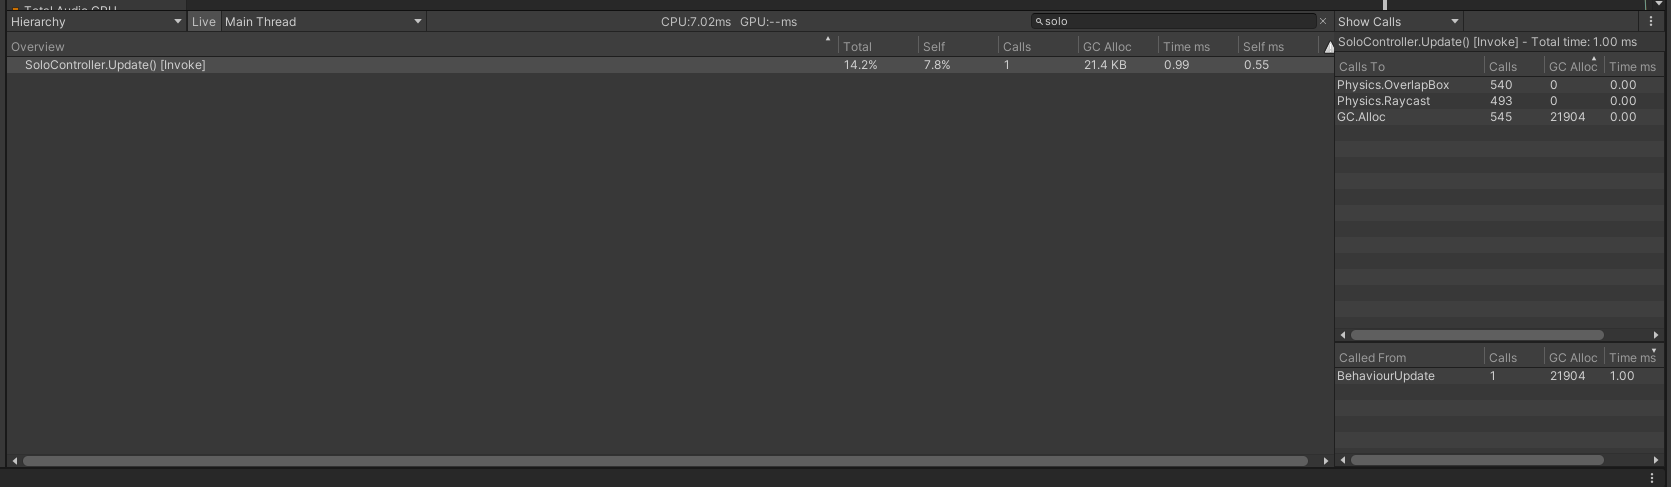 Total Audio CPU
Hierarchy Live Main Thread CPU:7.02ms GPU:--ms solo Show Calls
Overview Total Self Calls GC Alloc Time ms Self ms
SoloController.Update() [Invoke] 14.2% 7.8% 1 21.4 KB 0.99 0.55
SoloController.Update() [Invoke] - Total time: 1.00 ms
Calls To Calls GC Alloc Time ms
Physics.OverlapBox 540 0 0.00
Physics.Raycast 493 0 0.00
GC.Alloc 545 21904 0.00
Called From Calls GC Alloc Time ms
BehaviourUpdate 1 21904 1.00